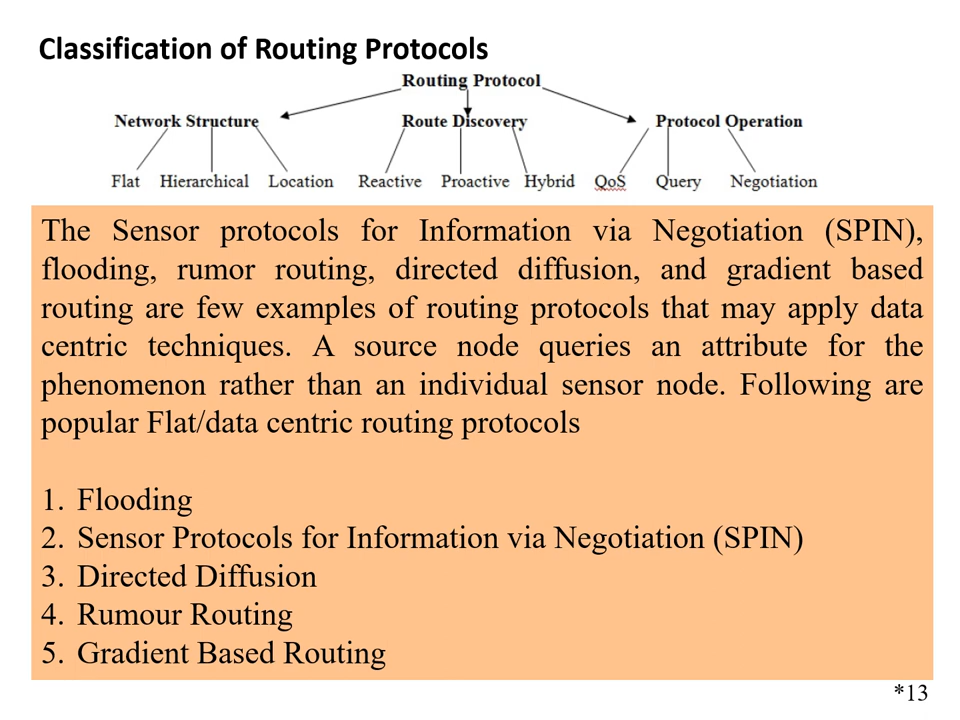 Classification of Routing Protocols
Routing Protocol
Network Structure Route Discovery Protocol Operation
Flat Hierarchical Location Reactive Proactive Hybrid QoS Query Negotiation
The Sensor protocols for Information via Negotiation (SPIN),
flooding, rumor routing, directed diffusion, and gradient based
routing are few examples of routing protocols that may apply data
centric techniques. A source node queries an attribute for the
phenomenon rather than an individual sensor node. Following are
popular Flat/data centric routing protocols
1. Flooding
2. Sensor Protocols for Information via Negotiation (SPIN)
3. Directed Diffusion
4. Rumour Routing
5. Gradient Based Routing
*13